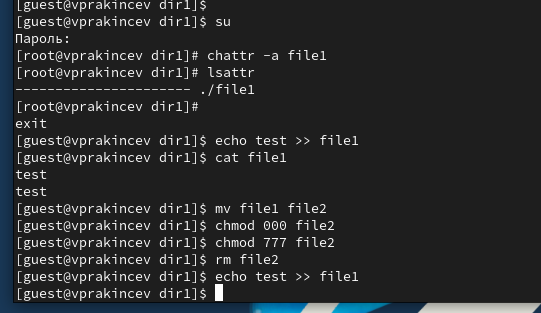 [guest@vprakincev dir1]$
[guest@vprakincev dir1]$ su
Пароль:
[root@vprakincev dir1]# chattr -a file1
[root@vprakincev dir1]# lsattr
---------------------- ./file1
[root@vprakincev dir1]#
exit
[guest@vprakincev dir1]$ echo test >> file1
[guest@vprakincev dir1]$ cat file1
test
test
[guest@vprakincev dir1]$ mv file1 file2
[guest@vprakincev dir1]$ chmod 000 file2
[guest@vprakincev dir1]$ chmod 777 file2
[guest@vprakincev dir1]$ rm file2
[guest@vprakincev dir1]$ echo test >> file1
[guest@vprakincev dir1]$